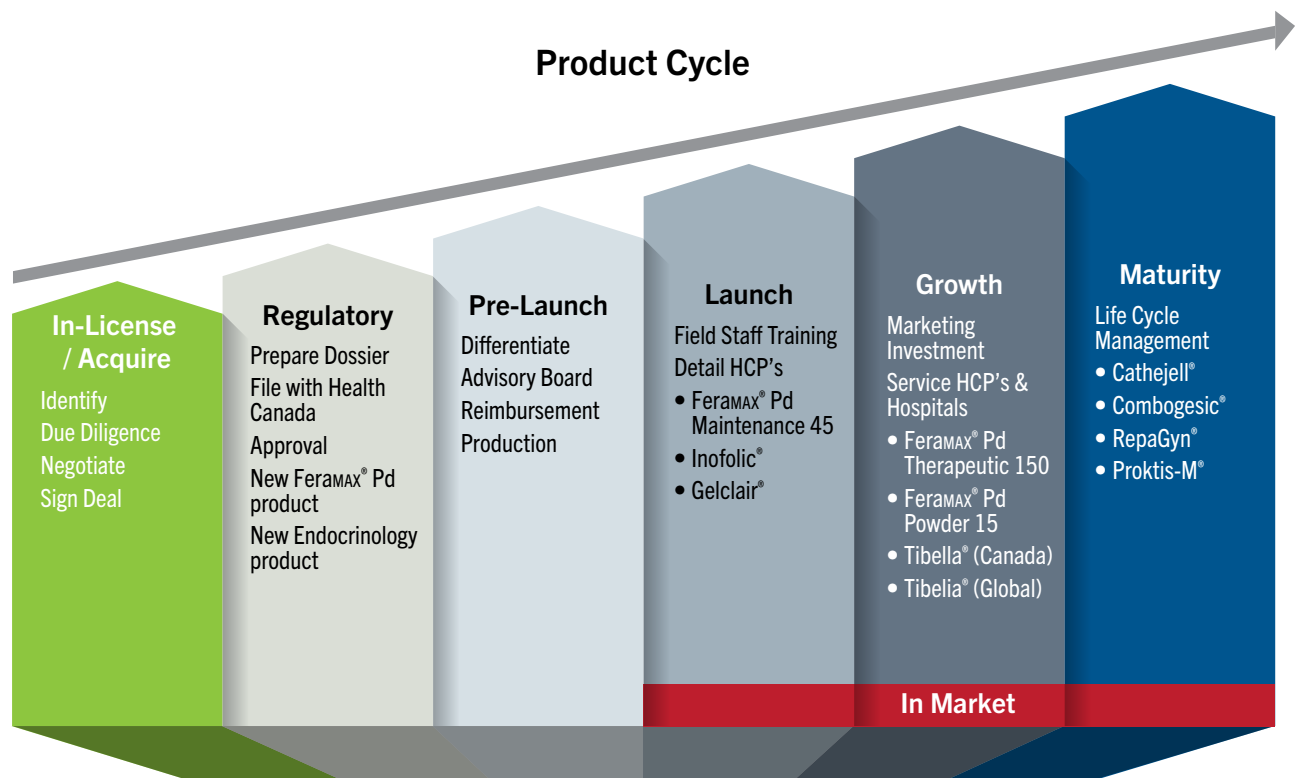 Product Cycle
In-License
/ Acquire
Identify
Due Diligence
Negotiate
Sign Deal
Regulatory
Prepare Dossier
File with Health
Canada
Approval
New FeraMAX® Pd
product
New Endocrinology
product
Pre-Launch
Differentiate
Advisory Board
Reimbursement
Production
Launch
Field Staff Training
Detail HCP's
• FeraMAX® Pd
Maintenance 45
• Inofolic®
• Gelclair®
Growth
Marketing
Investment
Service HCP's &
Hospitals
• FeraMAX® Pd
Therapeutic 150
• FeraMAX® Pd
Powder 15
• Tibella® (Canada)
• Tibelia® (Global)
Maturity
Life Cycle
Management
• Cathejell®
• Combogesic®
• RepaGyn®
• Proktis-M®
In Market